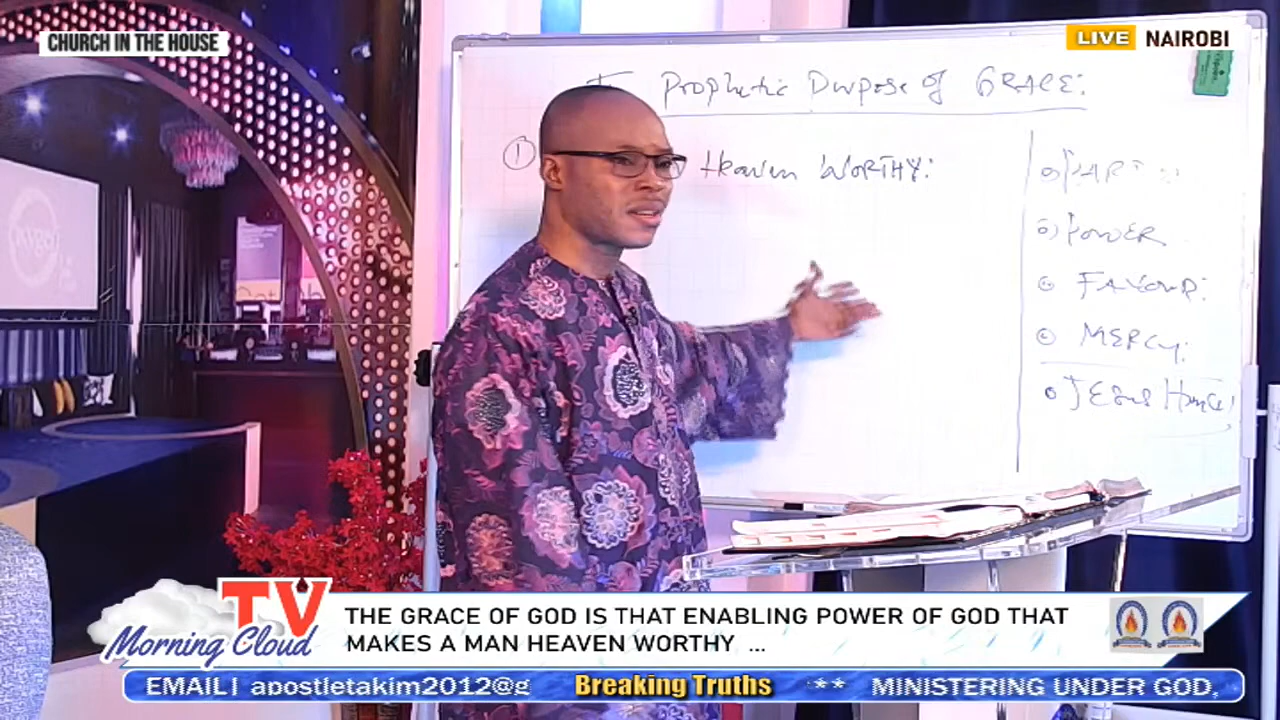 CHURCH IN THE HOUSE
LIVE NAIROBI
Prophetic Purpose of GRACE:
① Heaven WORTHY:
POWER
FAVOUR:
MERCY:
JESUS
TV
Morning Cloud
THE GRACE OF GOD IS THAT ENABLING POWER OF GOD THAT
MAKES A MAN HEAVEN WORTHY ...
EMAIL| apostletakim2012@g
Breaking Truths
** MINISTERING UNDER GOD,